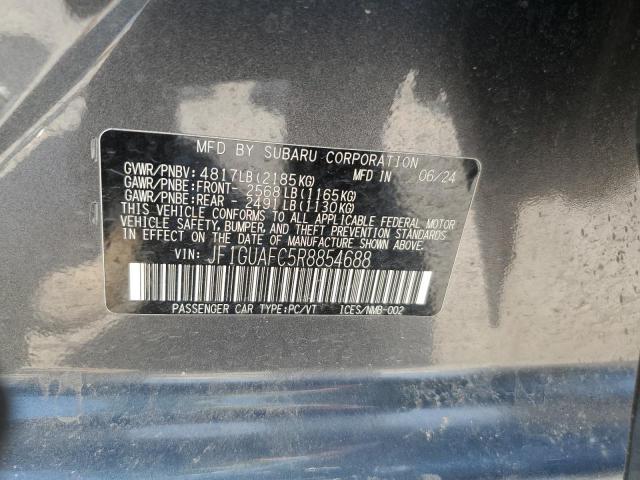 MFD BY SUBARU CORPORATION
GVWR/PNBV: 4817LB(2185KG) MFD IN 06/24
GAWR/PNBE:FRONT- 2568LB(1165KG)
GAWR/PNBE:REAR - 2491LB(1130KG)
THIS VEHICLE CONFORMS TO ALL APPLICABLE FEDERAL MOTOR
VEHICLE SAFETY, BUMPER, AND THEFT PREVENTION STANDARDS
IN EFFECT ON THE DATE OF MANUFACTURE SHOWN ABOVE.
VIN: JF1GUAFC5R8854688
PASSENGER CAR TYPE:PC/VT ICES/NMB-002